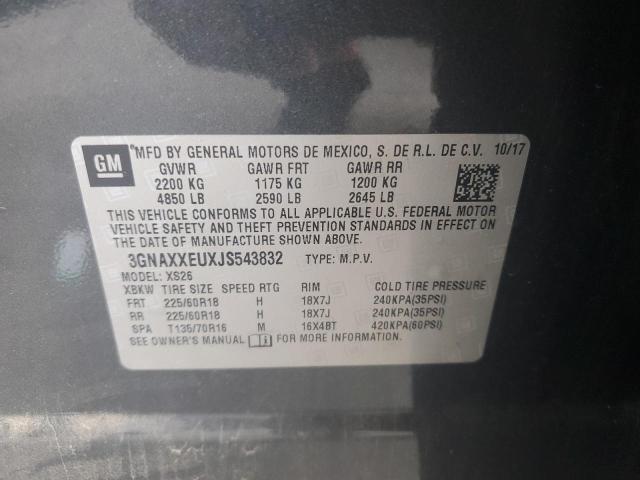 GM
MFD BY GENERAL MOTORS DE MEXICO, S. DE R.L. DE C.V. 10/17
GVWR GAWR FRT GAWR RR
2200 KG 1175 KG 1200 KG
4850 LB 2590 LB 2645 LB
THIS VEHICLE CONFORMS TO ALL APPLICABLE U.S. FEDERAL MOTOR
VEHICLE SAFETY AND THEFT PREVENTION STANDARDS IN EFFECT ON
THE DATE OF MANUFACTURE SHOWN ABOVE.
3GNAXXEUXJS543832 TYPE: M.P.V.
MODEL: XS26
XBKW TIRE SIZE SPEED RTG RIM COLD TIRE PRESSURE
FRT 225/60R18 H 18X7J 240KPA(35PSI)
RR 225/60R18 H 18X7J 240KPA(35PSI)
SPA T135/70R16 M 16X4BT 420KPA(60PSI)
SEE OWNER'S MANUAL FOR MORE INFORMATION.